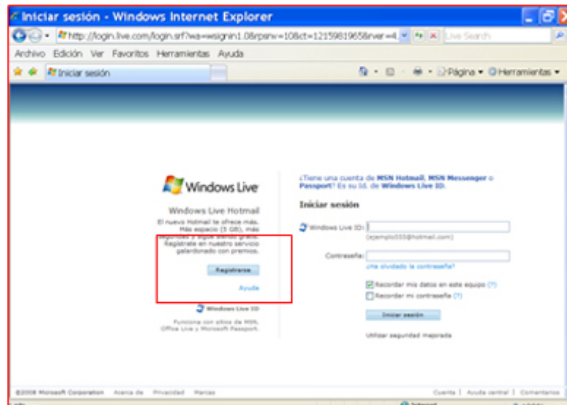 Iniciar sesión - Windows Internet Explorer
http://login.live.com/login.srf?wa=wsignin1.0&rpsnv=10&ct=1215981965&rver=4.
Live Search
Archivo Edición Ver Favoritos Herramientas Ayuda
Iniciar sesión
Página
Herramientas
Windows Live
Windows Live Hotmail
El nuevo Hotmail te ofrece más.
Más espacio (5 GB), más
seguridad y sigue siendo gratis.
Regístrate en nuestro servicio
galardonado con premios.
Registrarse
Ayuda
Windows Live ID
Funciona con sitios de MSN,
Office Live y Microsoft Passport.
¿Tiene una cuenta de MSN Hotmail, MSN Messenger o
Passport? Es su Id. de Windows Live ID.
Iniciar sesión
Windows Live ID:
(ejemplo555@hotmail.com)
Contraseña:
¿Ha olvidado la contraseña?
Recordar mis datos en este equipo (?)
Recordar mi contraseña (?)
Iniciar sesión
Utilizar seguridad mejorada
©2008 Microsoft Corporation Acerca de Privacidad Marcas
Cuenta | Ayuda central | Comentarios
Internet